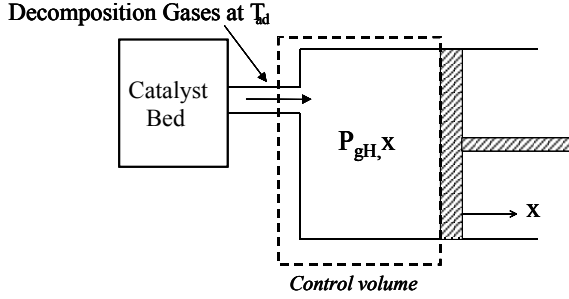 Decomposition Gases at Tad
Catalyst
Bed
PgH,x
x
Control volume